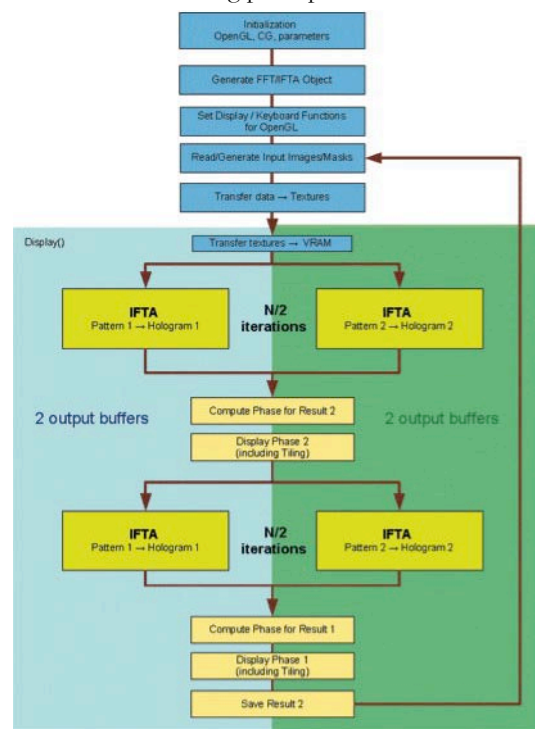 Initialization
OpenGL, CG, parameters
Generate FFT/IFTA Object
Set Display / Keyboard Functions
for OpenGL
Read/Generate Input Images/Masks
Transfer data → Textures
Display()
Transfer textures → VRAM
IFTA
Pattern 1 → Hologram 1
N/2
iterations
IFTA
Pattern 2 → Hologram 2
2 output buffers
Compute Phase for Result 2
2 output buffers
Display Phase 2
(including Tiling)
IFTA
Pattern 1 → Hologram 1
N/2
iterations
IFTA
Pattern 2 → Hologram 2
Compute Phase for Result 1
Display Phase 1
(including Tiling)
Save Result 2